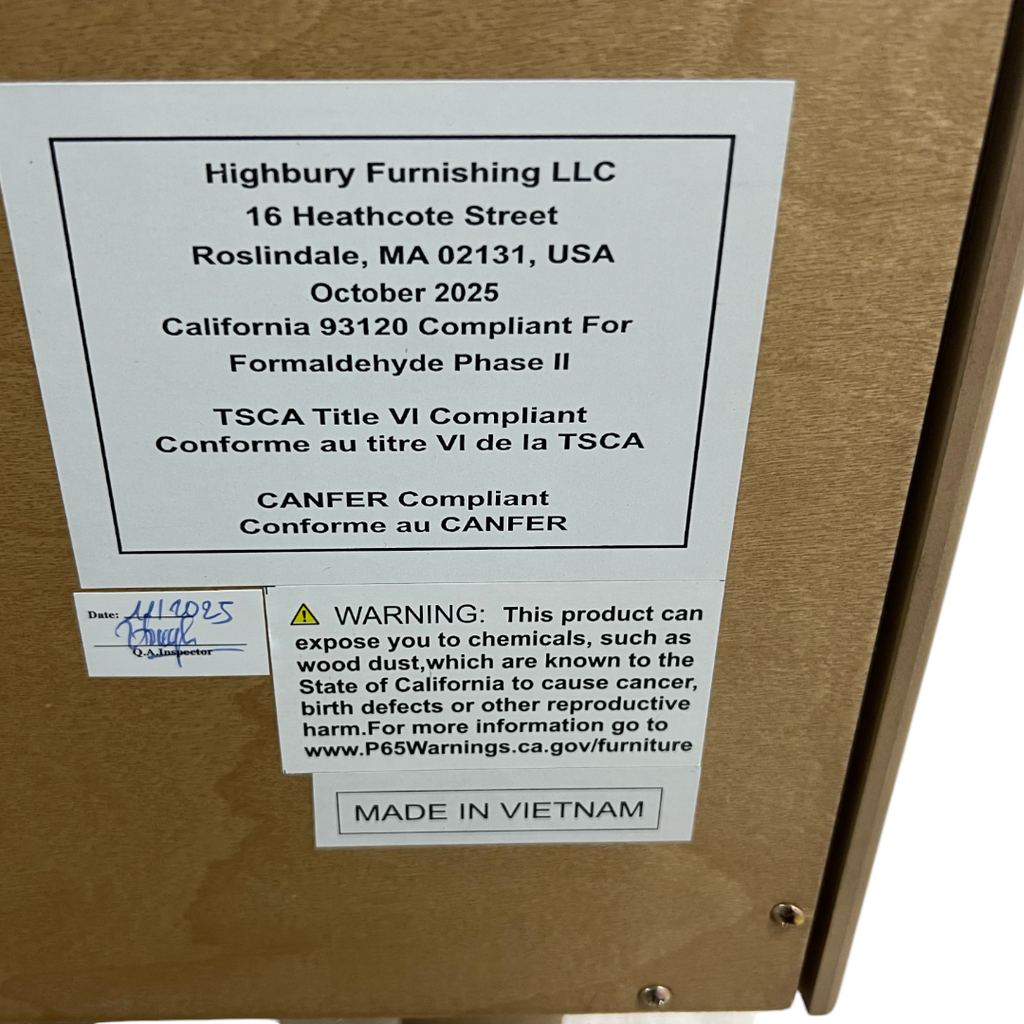 Highbury Furnishing LLC
16 Heathcote Street
Roslindale, MA 02131, USA
October 2025
California 93120 Compliant For
Formaldehyde Phase II
TSCA Title VI Compliant
Conforme au titre VI de la TSCA
CANFER Compliant
Conforme au CANFER
Date: 11/2025
Q.A.Inspector
WARNING: This product can
expose you to chemicals, such as
wood dust,which are known to the
State of California to cause cancer,
birth defects or other reproductive
harm.For more information go to
www.P65Warnings.ca.gov/furniture
MADE IN VIETNAM